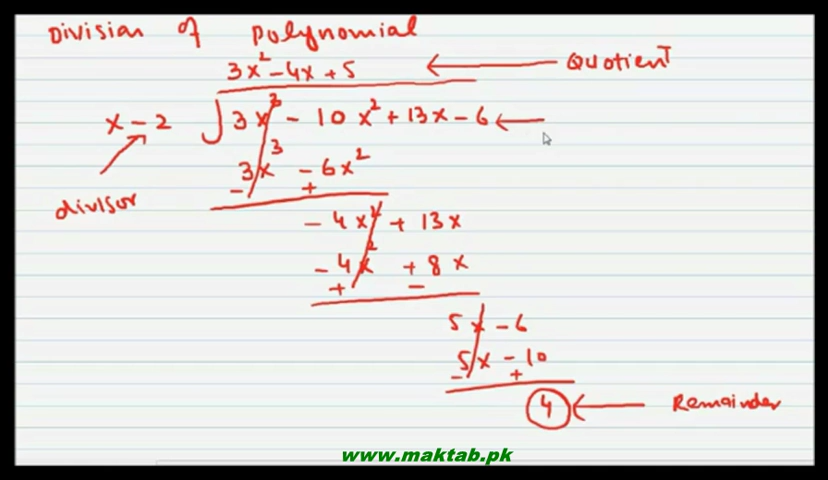 Division of Polynomial
3x² - 4x + 5 ← Quotient
x - 2 ) 3x³ - 10x² + 13x - 6 ←
divisor
3x³ - 6x²
- +
- 4x² + 13x
- 4x² + 8x
+ -
5x - 6
5x - 10
- +
4 ← Remainder
www.maktab.pk